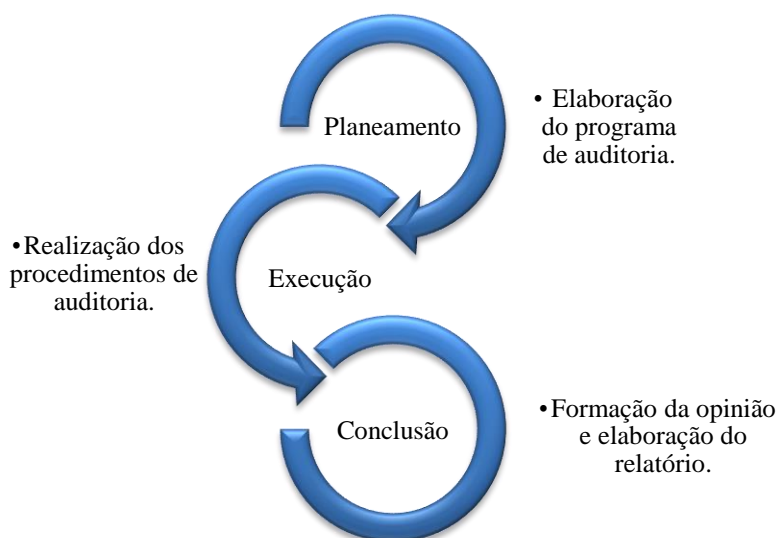 Planeamento
• Elaboração
do programa
de auditoria.
•Realização dos
procedimentos de
auditoria.
Execução
Conclusão
•Formação da opinião
e elaboração do
relatório.